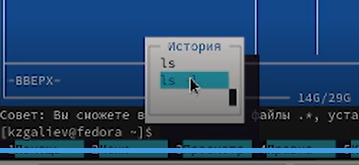 История
ls
ls
-ВВЕРХ-
14G/29G
Совет: Вы сможете в файлы .*, уста
[kzgaliev@fedora ~]$